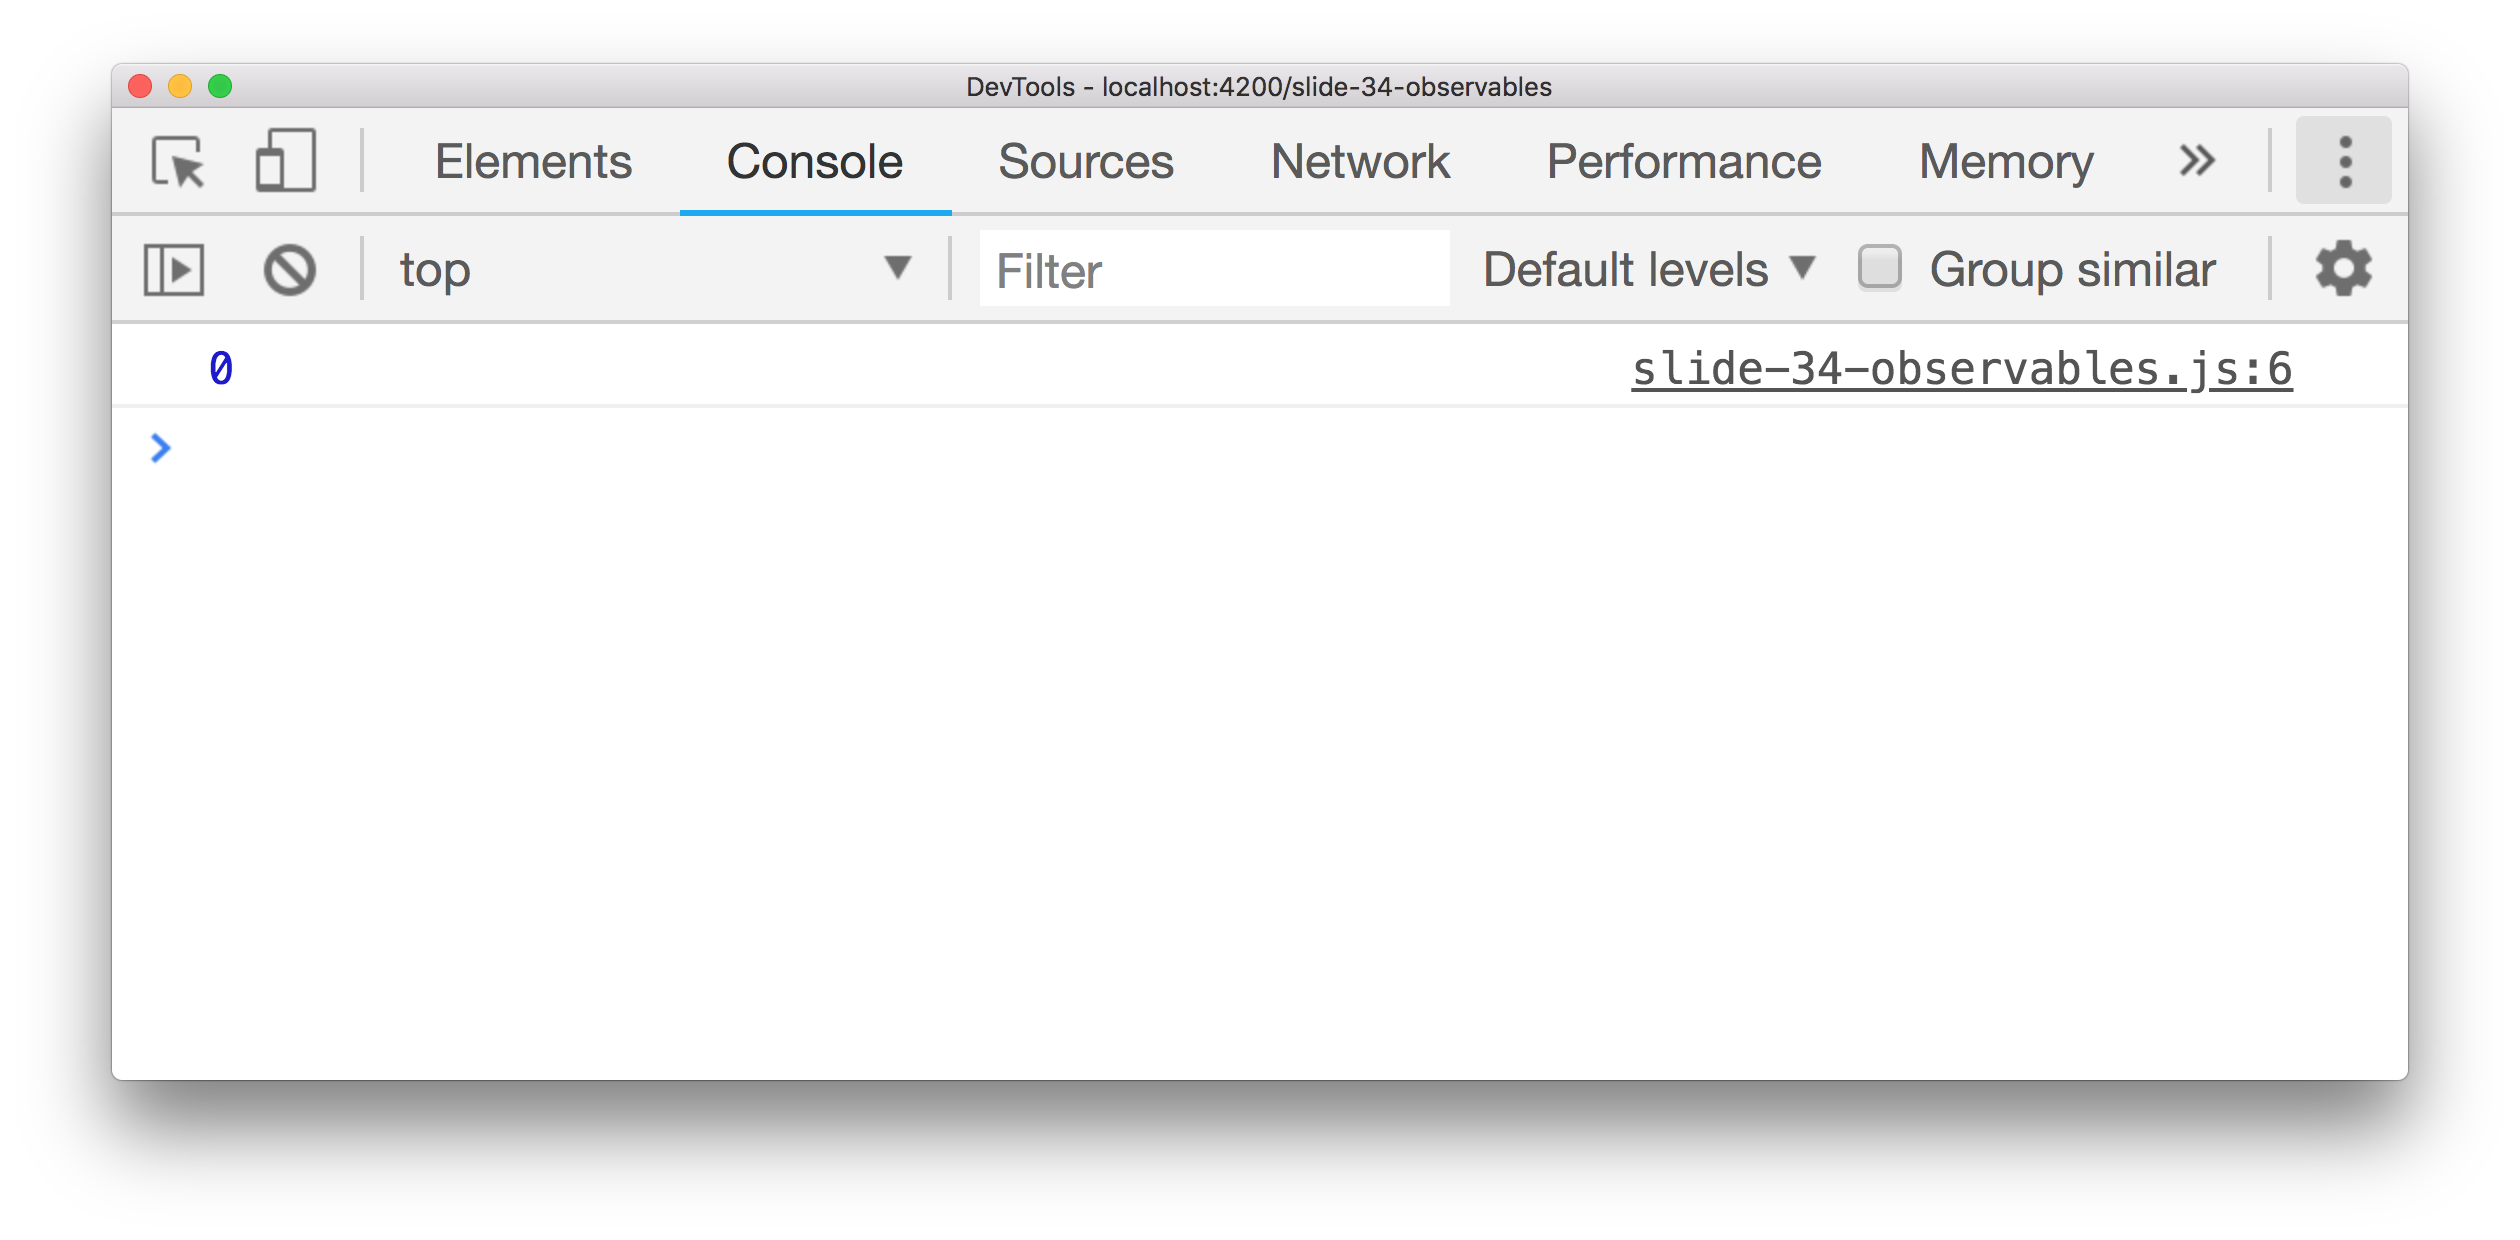 DevTools - localhost:4200/slide-34-observables
Elements Console Sources Network Performance Memory
top Filter Default levels Group similar
0 slide-34-observables.js:6